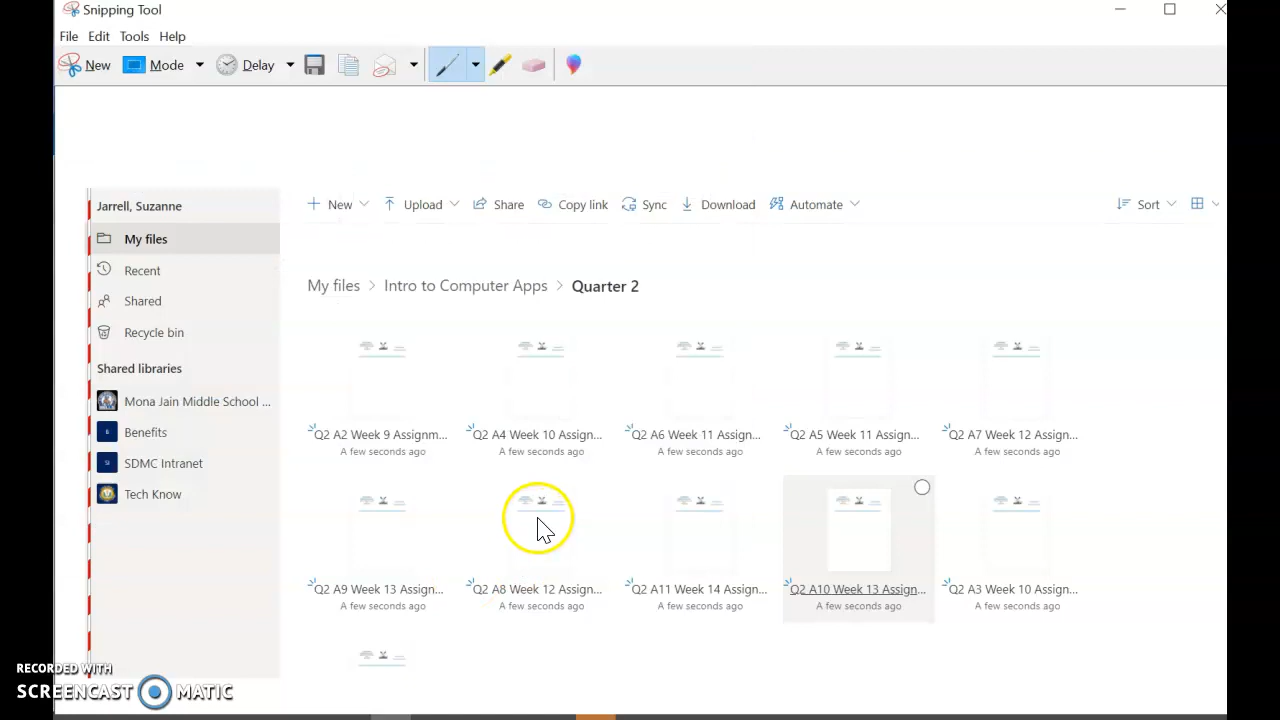 Snipping Tool
File Edit Tools Help
New Mode Delay
Jarrell, Suzanne
New Upload Share Copy link Sync Download Automate Sort
My files
Recent
Shared
Recycle bin
Shared libraries
Mona Jain Middle School ...
Benefits
SDMC Intranet
Tech Know
My files > Intro to Computer Apps > Quarter 2
Q2 A2 Week 9 Assignm... Q2 A4 Week 10 Assign... Q2 A6 Week 11 Assign... Q2 A5 Week 11 Assign... Q2 A7 Week 12 Assign...
A few seconds ago A few seconds ago A few seconds ago A few seconds ago A few seconds ago
Q2 A9 Week 13 Assign... Q2 A8 Week 12 Assign... Q2 A11 Week 14 Assign... Q2 A10 Week 13 Assign... Q2 A3 Week 10 Assign...
A few seconds ago A few seconds ago A few seconds ago A few seconds ago A few seconds ago
RECORDED WITH
SCREENCAST MATIC